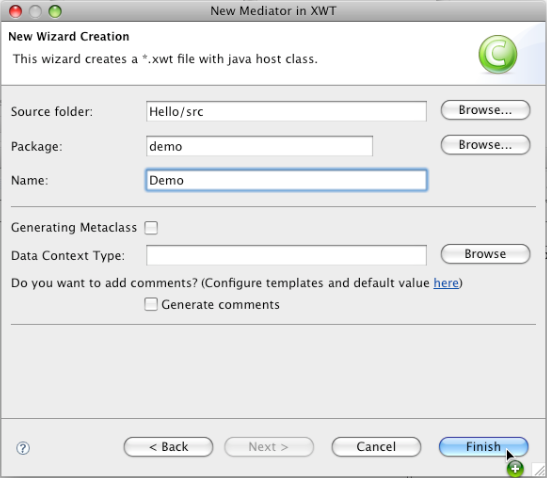 New Mediator in XWT
New Wizard Creation
This wizard creates a *.xwt file with java host class.
Source folder: Hello/src Browse...
Package: demo Browse...
Name: Demo
Generating Metaclass
Data Context Type: Browse
Do you want to add comments? (Configure templates and default value here)
Generate comments
? < Back Next > Cancel Finish